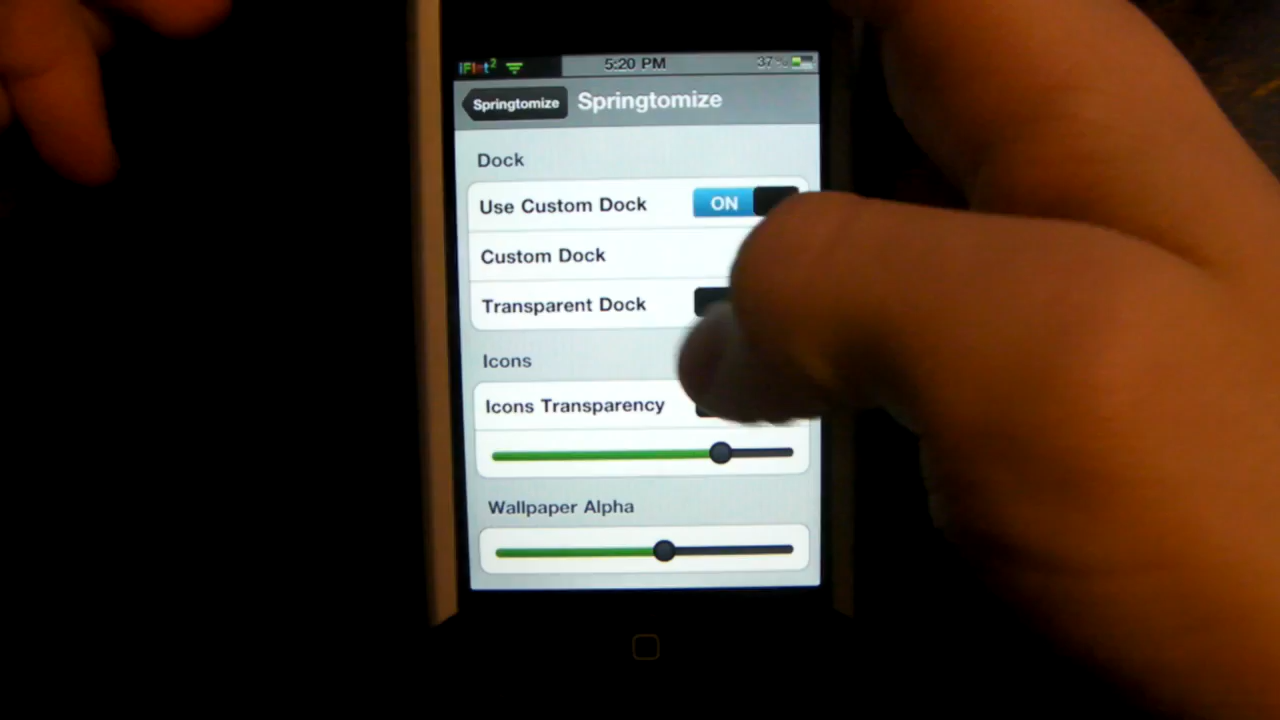 5:20 PM
37
Springtomize
Springtomize
Dock
Use Custom Dock ON
Custom Dock
Transparent Dock
Icons
Icons Transparency
Wallpaper Alpha